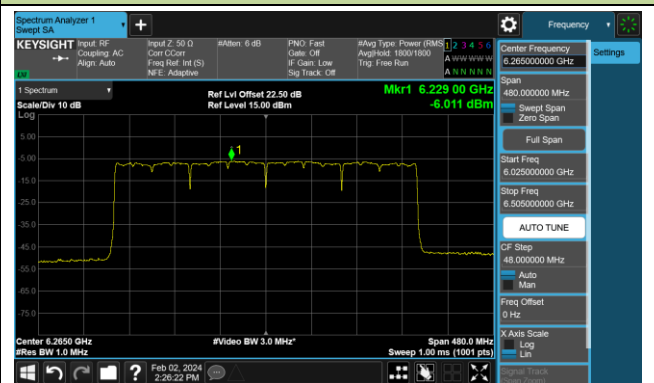 Spectrum Analyzer 1
Swept SA
Frequency
KEYSIGHT
Input: RF
Coupling: AC
Align: Auto
Input Z: 50 Ω
Corr CCorr
Freq Ref: Int (S)
NFE: Adaptive
#Atten: 6 dB
PNO: Fast
Gate: Off
IF Gain: Low
Sig Track: Off
#Avg Type: Power (RMS
Avg|Hold: 1800/1800
Trig: Free Run
1 2 3 4 5 6
A W W W W W
A N N N N N
Center Frequency
6.265000000 GHz
Settings
Span
480.000000 MHz
Swept Span
Zero Span
Full Span
Start Freq
6.025000000 GHz
Stop Freq
6.505000000 GHz
AUTO TUNE
CF Step
48.000000 MHz
Auto
Man
Freq Offset
0 Hz
X Axis Scale
Log
Lin
Signal Track
(Span Zoom)
1 Spectrum
Scale/Div 10 dB
Ref Lvl Offset 22.50 dB
Ref Level 15.00 dBm
Mkr1 6.229 00 GHz
-6.011 dBm
Log
5.00
-5.00
-15.0
-25.0
-35.0
-45.0
-55.0
-65.0
-75.0
1
Center 6.2650 GHz
#Res BW 1.0 MHz
#Video BW 3.0 MHz*
Span 480.0 MHz
Sweep 1.00 ms (1001 pts)
Feb 02, 2024
2:26:22 PM